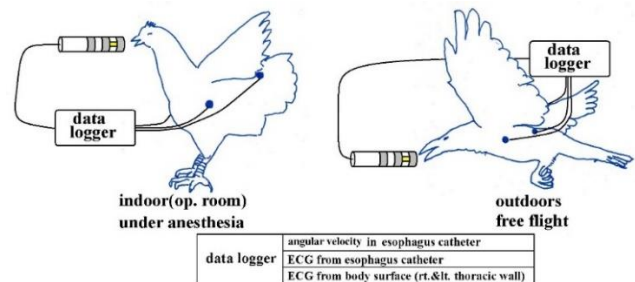 data
logger
indoor(op. room)
under anesthesia
data
logger
outdoors
free flight
data logger
angular velocity in esophagus catheter
ECG from esophagus catheter
ECG from body surface (rt.&lt. thoracic wall)